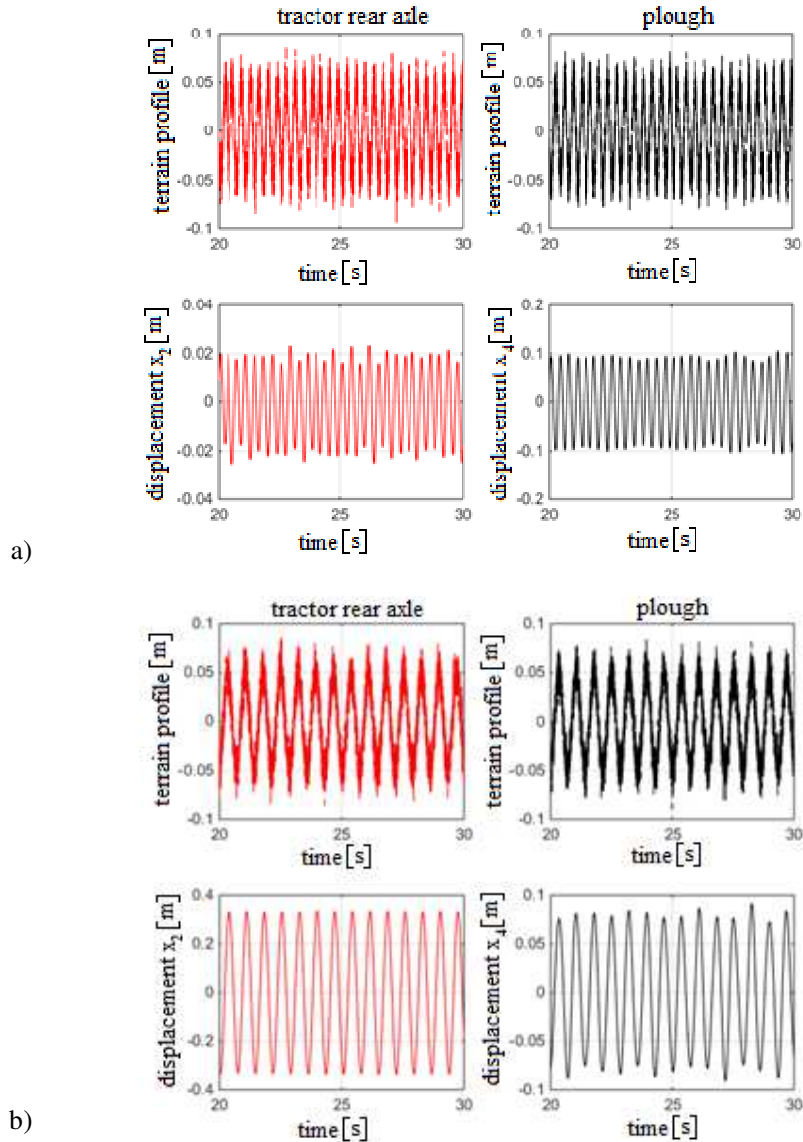 tractor rear axle plough
terrain profile [m] 0.1 0.05 0 -0.05 -0.1 20 25 30 time [s]
terrain profile [m] 0.1 0.05 0 -0.05 -0.1 20 25 30 time [s]
displacement x2 [m] 0.04 0.02 0 -0.02 -0.04 20 25 30 time [s]
displacement x4 [m] 0.2 0.1 0 -0.1 -0.2 20 25 30 time [s]
a)
tractor rear axle plough
terrain profile [m] 0.1 0.05 0 -0.05 -0.1 20 25 30 time [s]
terrain profile [m] 0.1 0.05 0 -0.05 -0.1 20 25 30 time [s]
displacement x2 [m] 0.4 0.2 0 -0.2 -0.4 20 25 30 time [s]
displacement x4 [m] 0.1 0.05 0 -0.05 -0.1 20 25 30 time [s]
b)